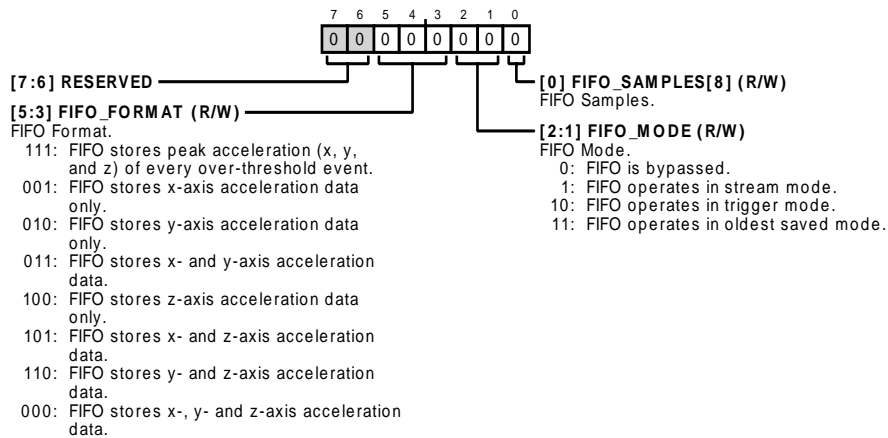 7 6 5 4 3 2 1 0
0 0 0 0 0 0 0 0
[7:6] RESERVED
[5:3] FIFO_FORMAT (R/W)
FIFO Format.
111: FIFO stores peak acceleration (x, y,
and z) of every over-threshold event.
001: FIFO stores x-axis acceleration data
only.
010: FIFO stores y-axis acceleration data
only.
011: FIFO stores x- and y-axis acceleration
data.
100: FIFO stores z-axis acceleration data
only.
101: FIFO stores x- and z-axis acceleration
data.
110: FIFO stores y- and z-axis acceleration
data.
000: FIFO stores x-, y- and z-axis acceleration
data.
[0] FIFO_SAMPLES[8] (R/W)
FIFO Samples.
[2:1] FIFO_MODE (R/W)
FIFO Mode.
0: FIFO is bypassed.
1: FIFO operates in stream mode.
10: FIFO operates in trigger mode.
11: FIFO operates in oldest saved mode.